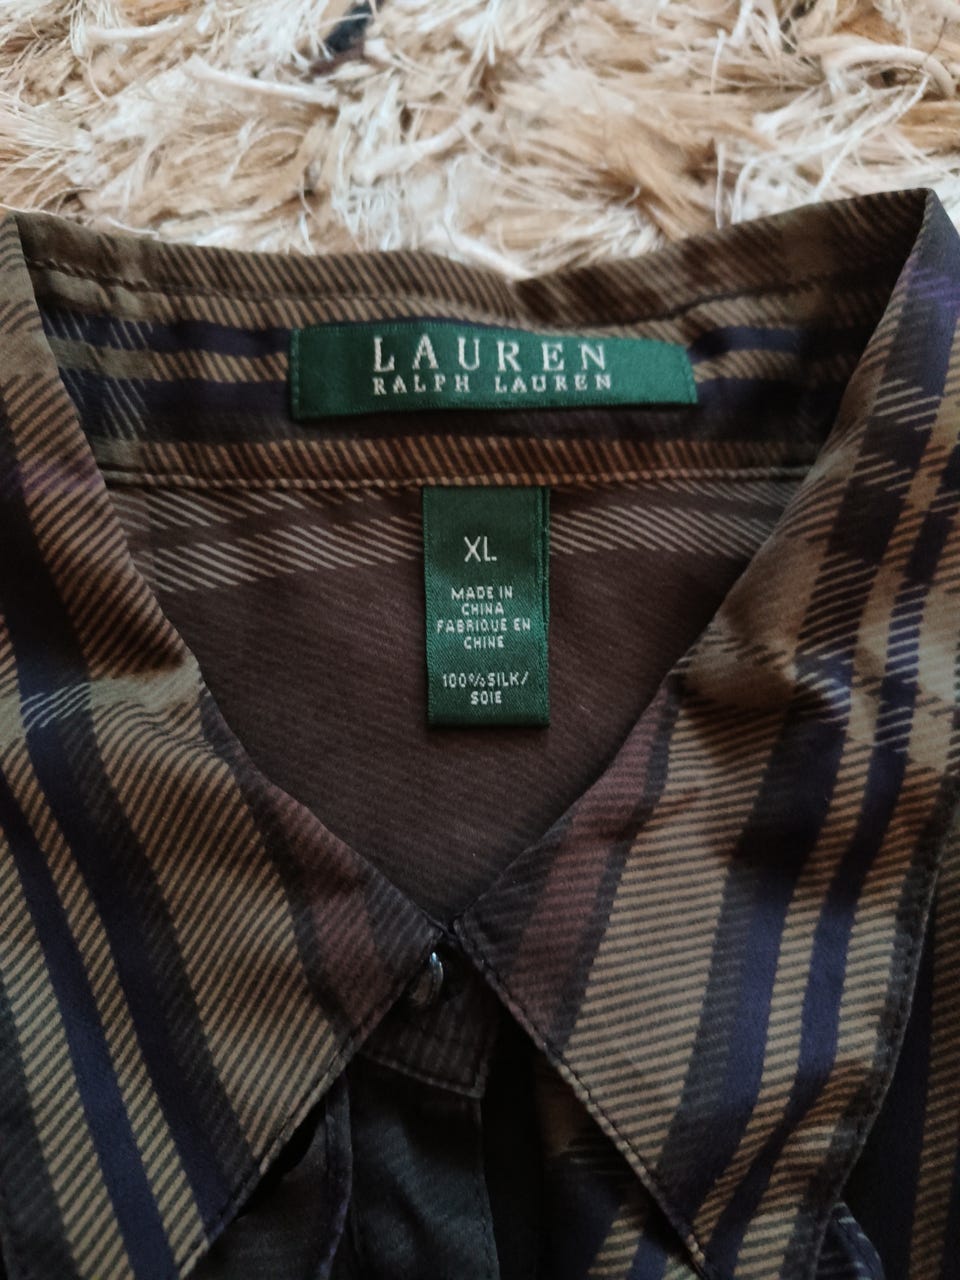 LAUREN
RALPH LAUREN
XL
MADE IN
CHINA
FABRIQUE EN
CHINE
100%SILK/
SOIE